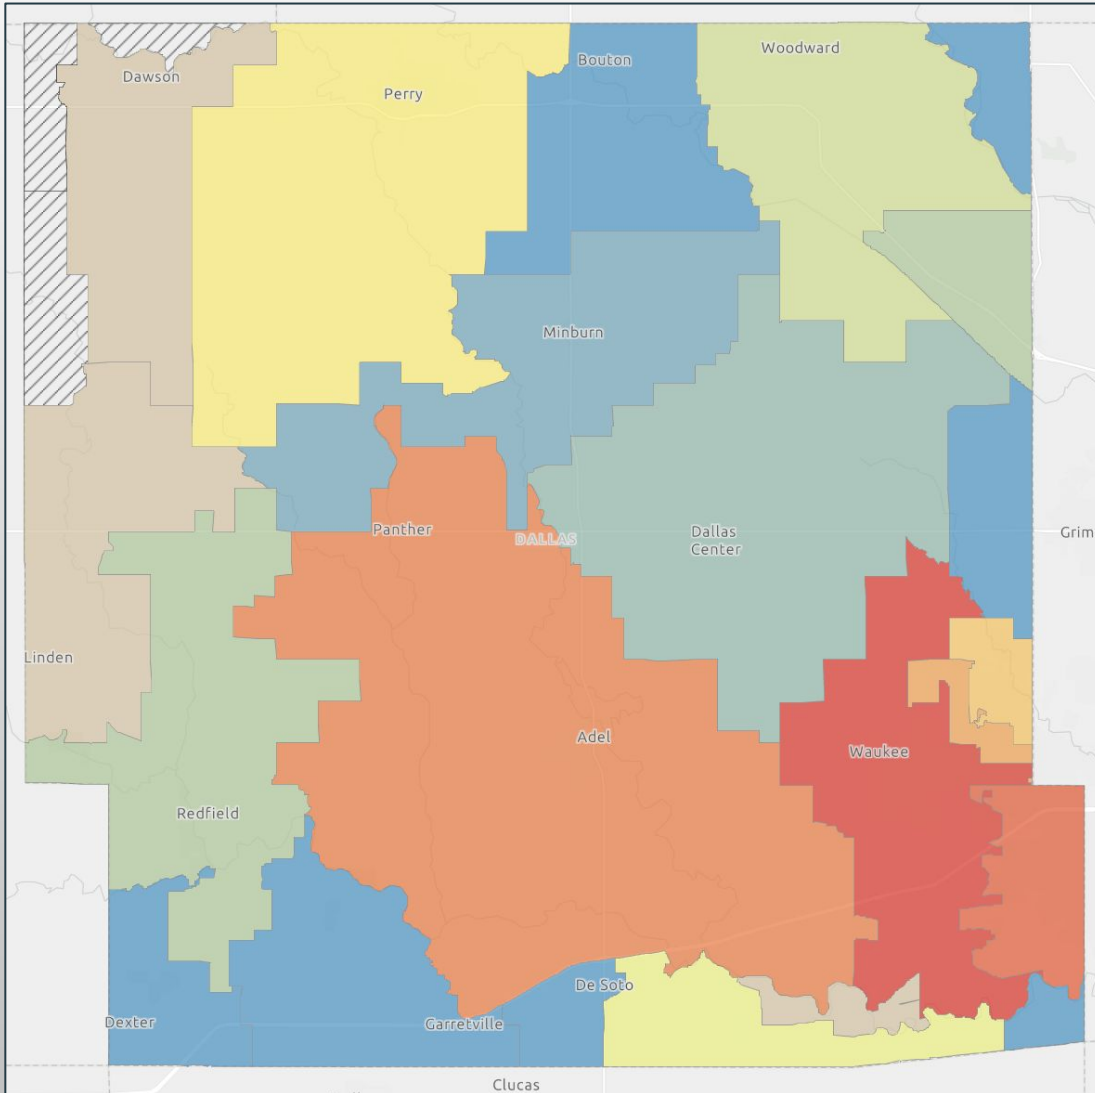 Woodward
Bouton
Dawson
Perry
Minburn
Panther
DALLAS
Dallas
Center
Grim
Linden
Adel
Waukee
Redfield
De Soto
Dexter
Garretville
Clucas